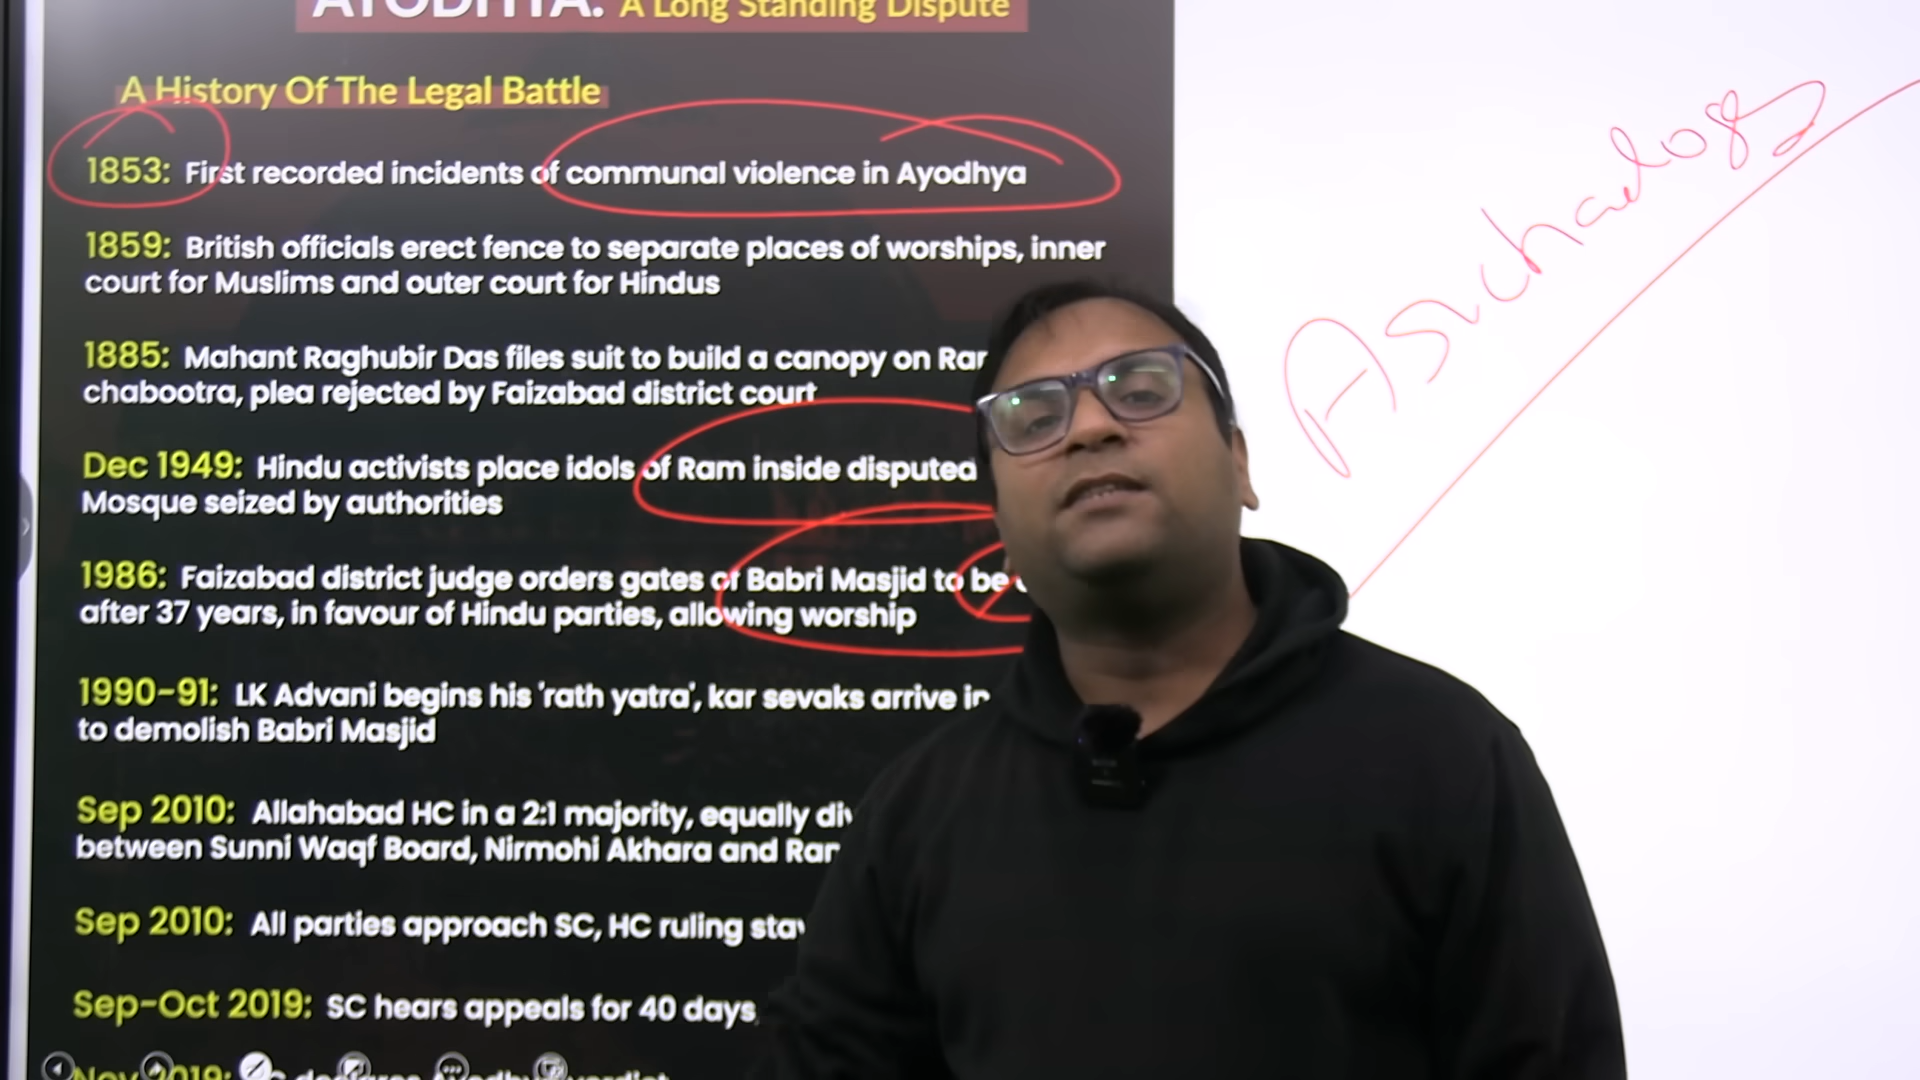 AYODHYA: A Long Standing Dispute
A History Of The Legal Battle
1853: First recorded incidents of communal violence in Ayodhya
1859: British officials erect fence to separate places of worships, inner
court for Muslims and outer court for Hindus
1885: Mahant Raghubir Das files suit to build a canopy on
chabootra, plea rejected by Faizabad district court
Dec 1949: Hindu activists place idols of Ram inside disputed
Mosque seized by authorities
1986: Faizabad district judge orders gates of Babri Masjid to be
after 37 years, in favour of Hindu parties, allowing worship
1990-91: LK Advani begins his 'rath yatra', kar sevaks arrive
to demolish Babri Masjid
Sep 2010: Allahabad HC in a 2:1 majority, equally
between Sunni Waqf Board, Nirmohi Akhara and
Sep 2010: All parties approach SC, HC ruling
Sep-Oct 2019: SC hears appeals for 40 days,
Nov 2019: